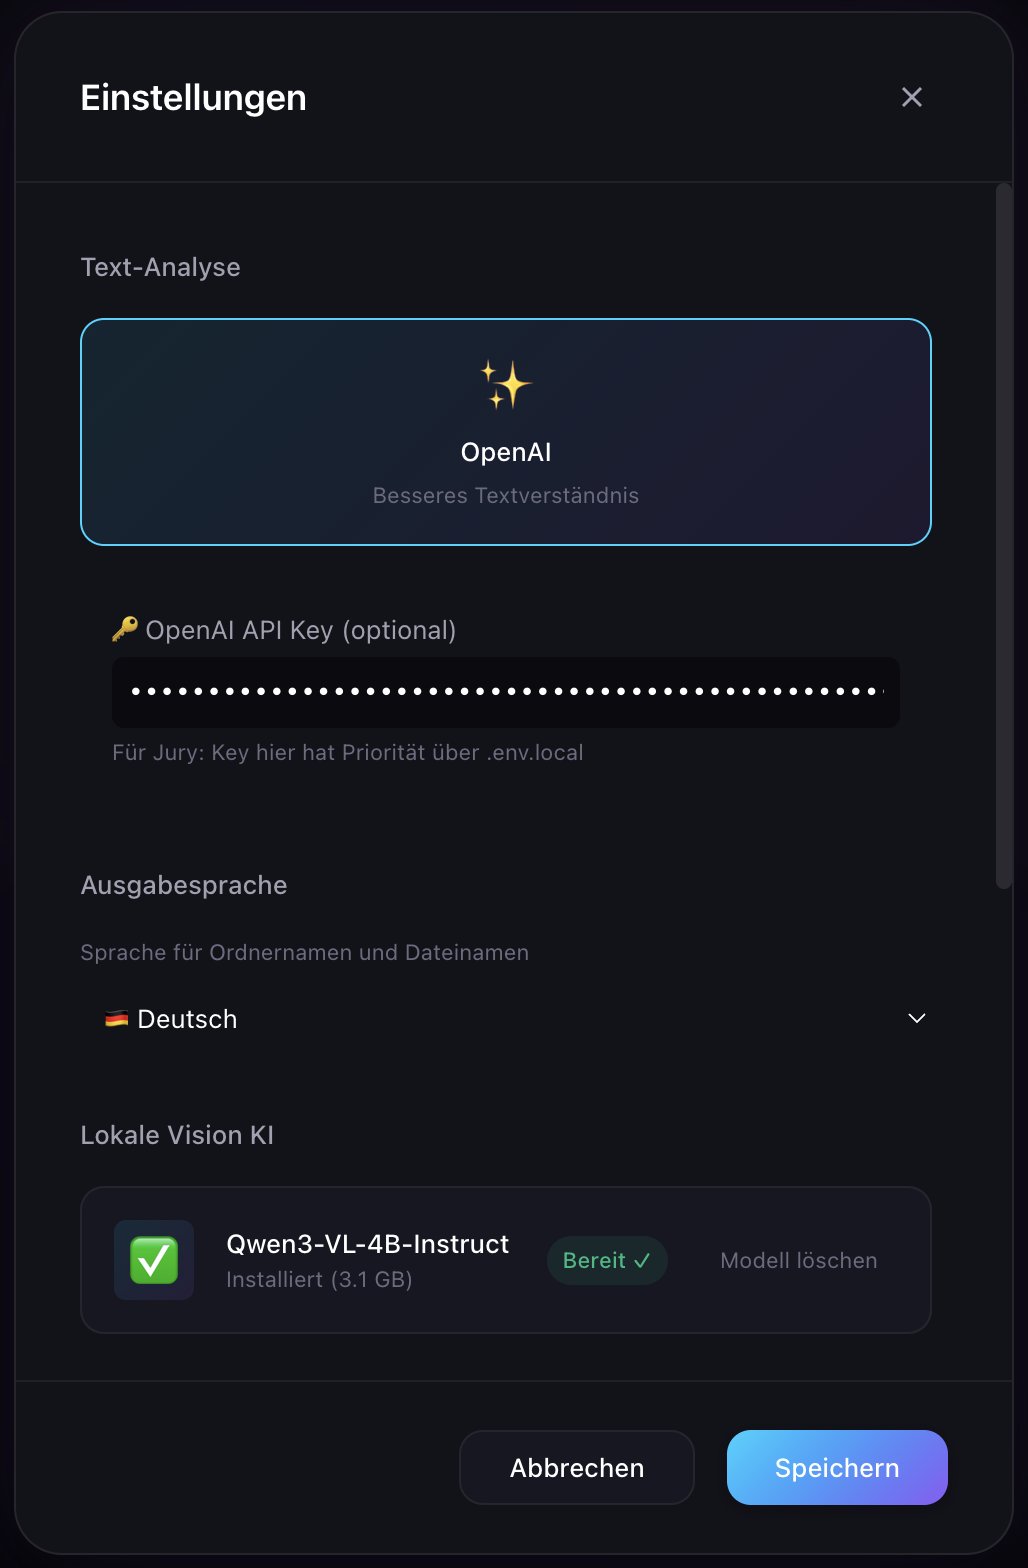 Einstellungen
Text-Analyse
OpenAI
Besseres Textverständnis
🔑 OpenAI API Key (optional)
••••••••••••••••••••••••••••••••••••••••••••••••
Für Jury: Key hier hat Priorität über .env.local
Ausgabesprache
Sprache für Ordnernamen und Dateinamen
🇩🇪 Deutsch
Lokale Vision KI
Qwen3-VL-4B-Instruct
Installiert (3.1 GB)
Bereit ✓
Modell löschen
Abbrechen
Speichern